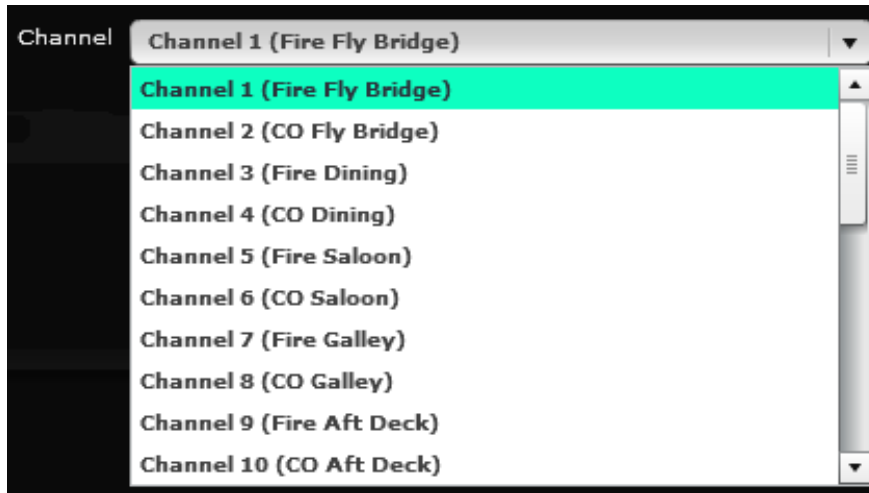 Channel Channel 1 (Fire Fly Bridge)
Channel 1 (Fire Fly Bridge)
Channel 2 (CO Fly Bridge)
Channel 3 (Fire Dining)
Channel 4 (CO Dining)
Channel 5 (Fire Saloon)
Channel 6 (CO Saloon)
Channel 7 (Fire Galley)
Channel 8 (CO Galley)
Channel 9 (Fire Aft Deck)
Channel 10 (CO Aft Deck)